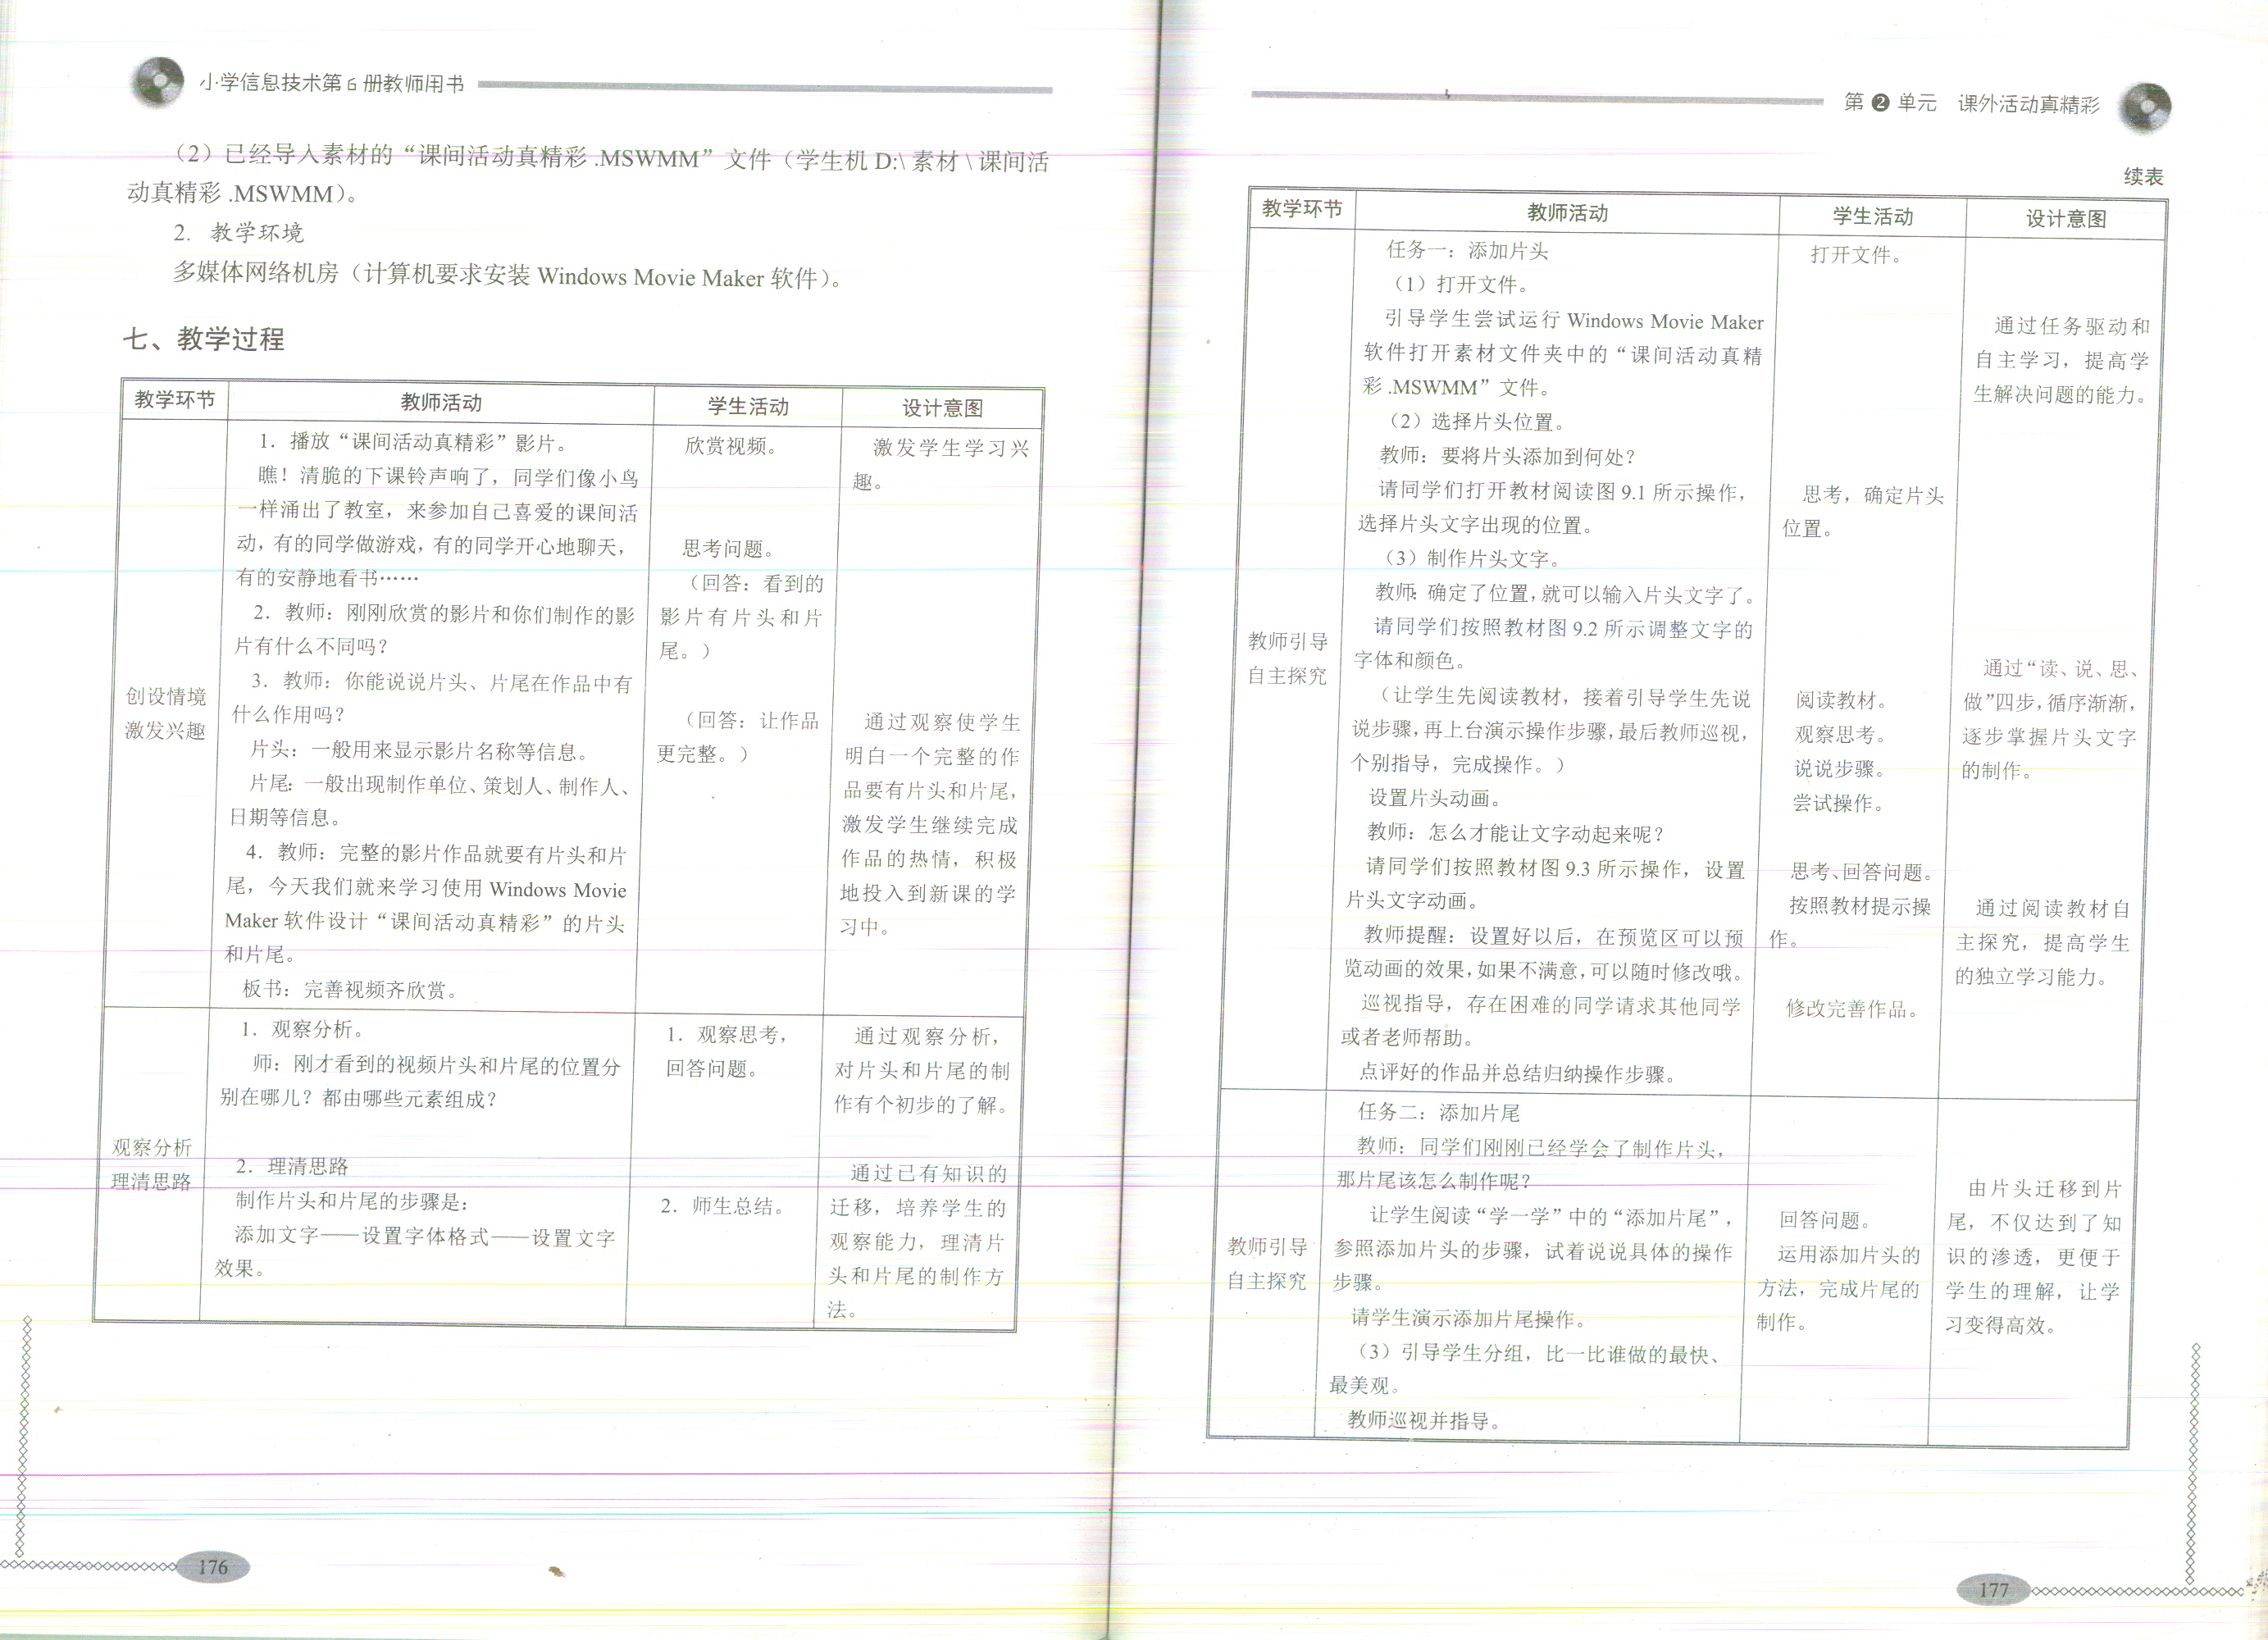 小学信息技术第6册教师用书
（2）已经导入素材的“课间活动真精彩 .MSWMM”文件（学生机 D:\ 素材 \ 课间活
动真精彩 .MSWMM）。
2. 教学环境
多媒体网络机房（计算机要求安装 Windows Movie Maker 软件）。
七、教学过程
教学环节
教师活动
学生活动
设计意图
创设情境
激发兴趣
1．播放“课间活动真精彩”影片。
瞧！清脆的下课铃声响了，同学们像小鸟
一样涌出了教室，来参加自己喜爱的课间活
动，有的同学做游戏，有的同学开心地聊天，
有的安静地看书……
2．教师：刚刚欣赏的影片和你们制作的影
片有什么不同吗？
3．教师：你能说说片头、片尾在作品中有
什么作用吗？
片头：一般用来显示影片名称等信息。
片尾：一般出现制作单位、策划人、制作人、
日期等信息。
4．教师：完整的影片作品就要有片头和片
尾，今天我们就来学习使用 Windows Movie
Maker 软件设计“课间活动真精彩”的片头
和片尾。
板书：完善视频齐欣赏。
欣赏视频。
思考问题。
（回答：看到的
影片有片头和片
尾。）
（回答：让作品
更完整。）
激发学生学习兴
趣。
通过观察使学生
明白一个完整的作
品要有片头和片尾，
激发学生继续完成
作品的热情，积极
地投入到新课的学
习中。
观察分析
理清思路
1．观察分析。
师：刚才看到的视频片头和片尾的位置分
别在哪儿？都由哪些元素组成？
2．理清思路
制作片头和片尾的步骤是：
添加文字——设置字体格式——设置文字
效果。
1．观察思考，
回答问题。
2．师生总结。
通过观察分析，
对片头和片尾的制
作有个初步的了解。
通过已有知识的
迁移，培养学生的
观察能力，理清片
头和片尾的制作方
法。
176
第 2 单元 课外活动真精彩
续表
教学环节
教师活动
学生活动
设计意图
教师引导
自主探究
任务一：添加片头
（1）打开文件。
引导学生尝试运行 Windows Movie Maker
软件打开素材文件夹中的“课间活动真精
彩 .MSWMM”文件。
（2）选择片头位置。
教师：要将片头添加到何处？
请同学们打开教材阅读图 9.1 所示操作，
选择片头文字出现的位置。
（3）制作片头文字。
教师：确定了位置，就可以输入片头文字了。
请同学们按照教材图 9.2 所示调整文字的
字体和颜色。
（让学生先阅读教材，接着引导学生先说
说步骤，再上台演示操作步骤，最后教师巡视，
个别指导，完成操作。）
设置片头动画。
教师：怎么才能让文字动起来呢？
请同学们按照教材图 9.3 所示操作，设置
片头文字动画。
教师提醒：设置好以后，在预览区可以预
览动画的效果，如果不满意，可以随时修改哦。
巡视指导，存在困难的同学请求其他同学
或者老师帮助。
点评好的作品并总结归纳操作步骤。
打开文件。
思考，确定片头
位置。
阅读教材。
观察思考。
说说步骤。
尝试操作。
思考、回答问题。
按照教材提示操
作。
修改完善作品。
通过任务驱动和
自主学习，提高学
生解决问题的能力。
通过“读、说、思、
做”四步，循序渐渐，
逐步掌握片头文字
的制作。
通过阅读教材自
主探究，提高学生
的独立学习能力。
教师引导
自主探究
任务二：添加片尾
教师：同学们刚刚已经学会了制作片头，
那片尾该怎么制作呢？
让学生阅读“学一学”中的“添加片尾”，
参照添加片头的步骤，试着说说具体的操作
步骤。
请学生演示添加片尾操作。
（3）引导学生分组，比一比谁做的最快、
最美观。
教师巡视并指导。
回答问题。
运用添加片头的
方法，完成片尾的
制作。
由片头迁移到片
尾，不仅达到了知
识的渗透，更便于
学生的理解，让学
习变得高效。
177